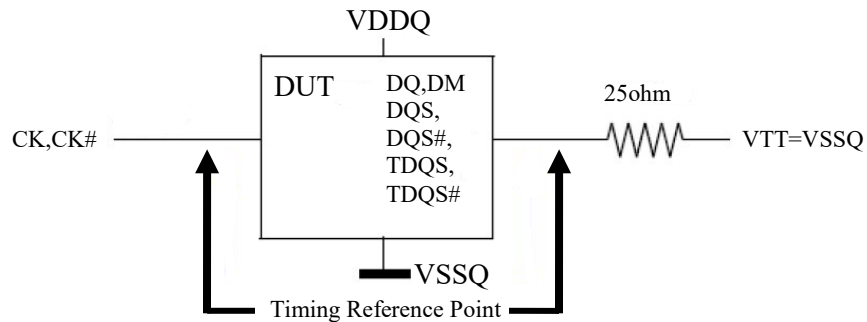 VDDQ
DUT
DQ,DM
DQS,
DQS#,
TDQS,
TDQS#
25ohm
CK,CK#
VTT=VSSQ
VSSQ
Timing Reference Point